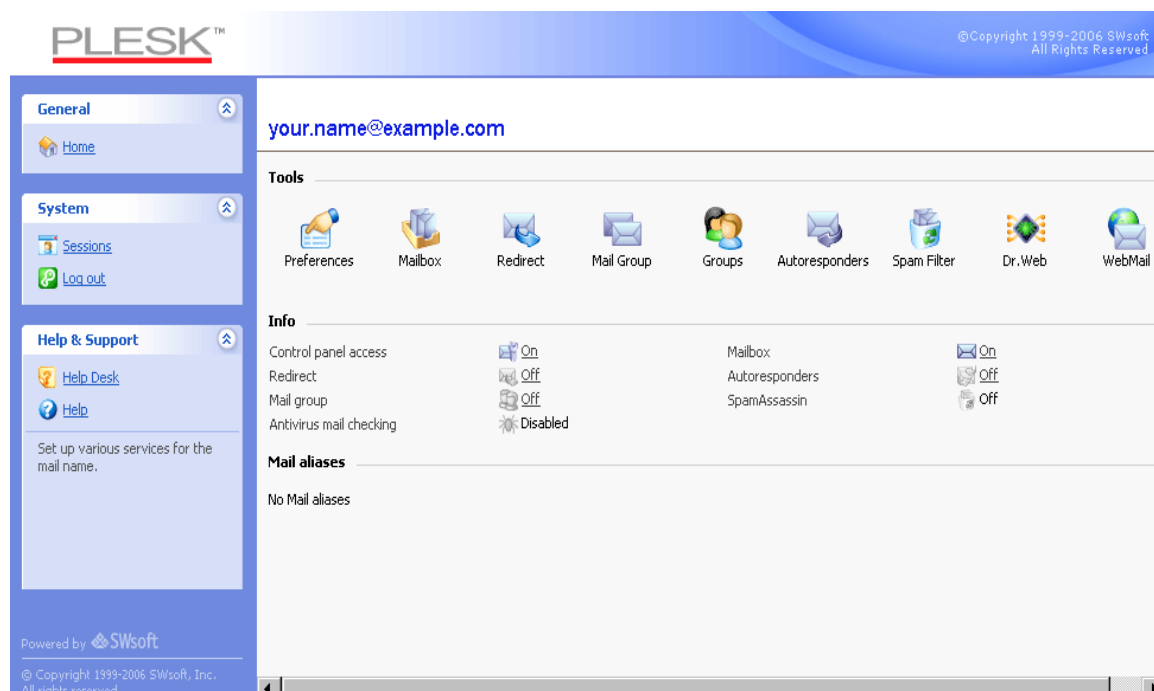 PLESK™
©Copyright 1999-2006 SWsoft
All Rights Reserved
General
Home
System
Sessions
Log out
Help & Support
Help Desk
Help
Set up various services for the
mail name.
Powered by SWsoft
© Copyright 1999-2006 SWsoft, Inc.
All rights reserved
your.name@example.com
Tools
Preferences Mailbox Redirect Mail Group Groups Autoresponders Spam Filter Dr.Web WebMail
Info
Control panel access On Mailbox On
Redirect Off Autoresponders Off
Mail group Off SpamAssassin Off
Antivirus mail checking Disabled
Mail aliases
No Mail aliases